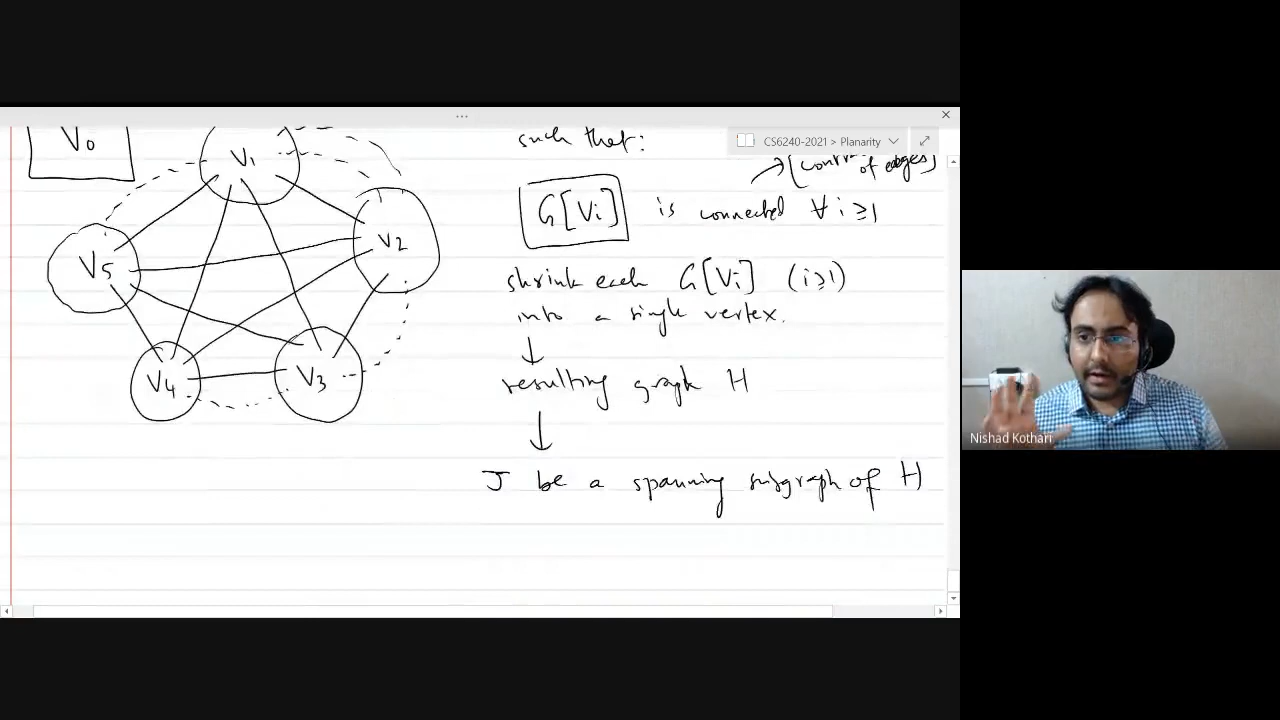 CS6240-2021 > Planarity
V0
V1
V2
V5
V4
V3
such that:
of edges)
G[Vi] is connected ∀ i≥1
shrink each G[Vi] (i≥1)
into a single vertex.
↓
resulting graph H
↓
J be a spanning subgraph of H
Nishad Kothari